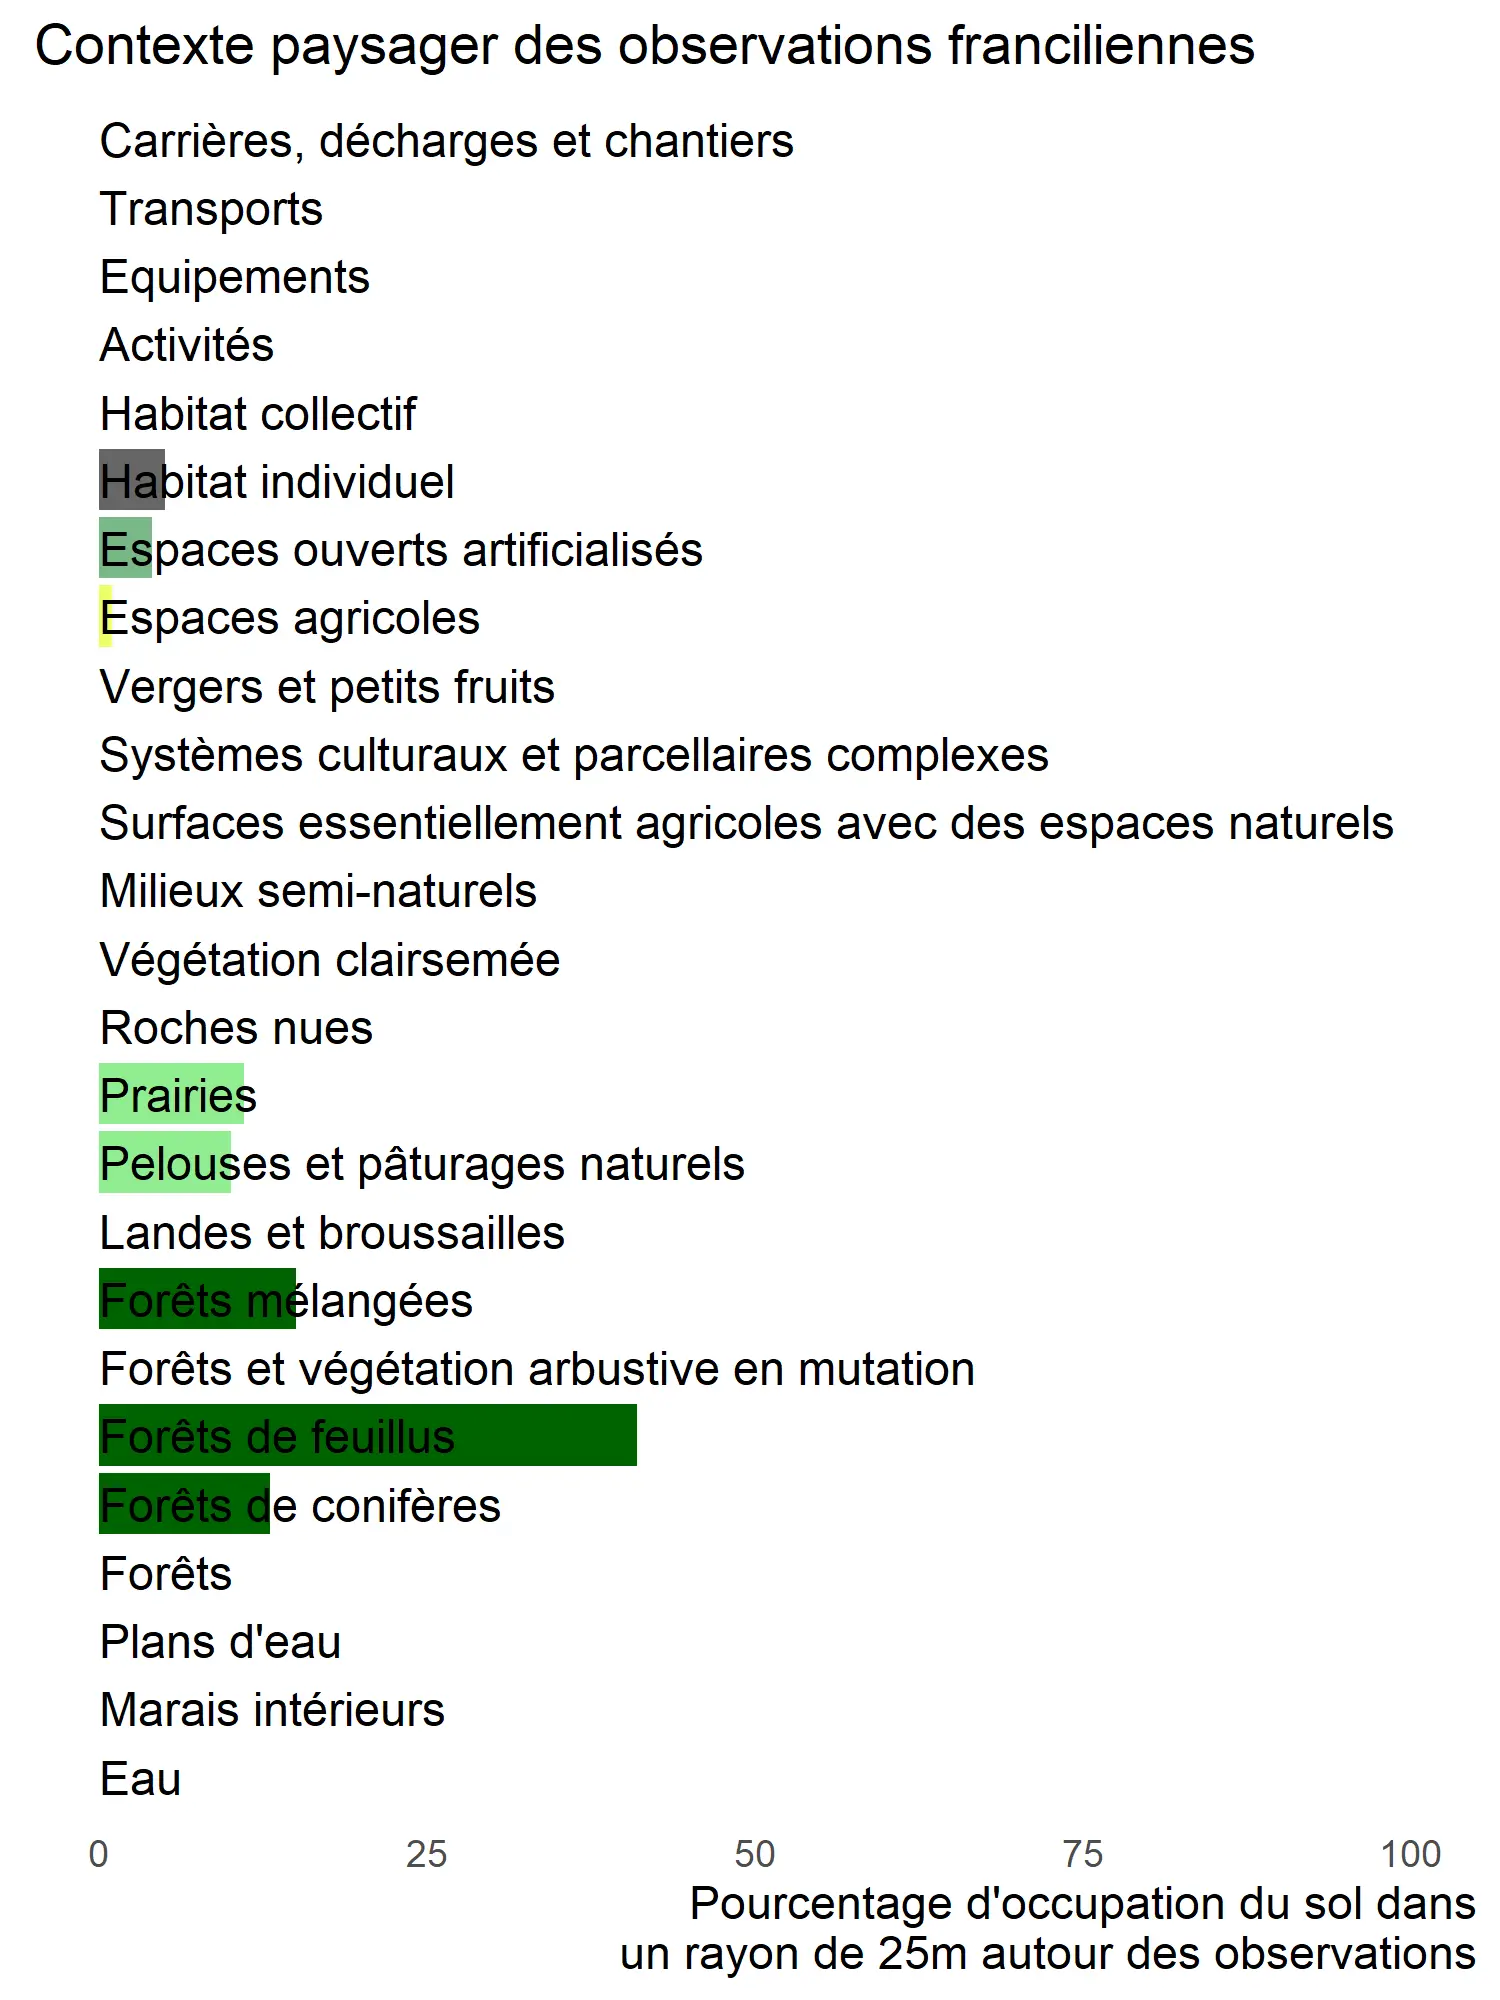 Contexte paysager des observations franciliennes
Carrières, décharges et chantiers
Transports
Equipements
Activités
Habitat collectif
Habitat individuel
Espaces ouverts artificialisés
Espaces agricoles
Vergers et petits fruits
Systèmes culturaux et parcellaires complexes
Surfaces essentiellement agricoles avec des espaces naturels
Milieux semi-naturels
Végétation clairsemée
Roches nues
Prairies
Pelouses et pâturages naturels
Landes et broussailles
Forêts mélangées
Forêts et végétation arbustive en mutation
Forêts de feuillus
Forêts de conifères
Forêts
Plans d'eau
Marais intérieurs
Eau
0 25 50 75 100
Pourcentage d'occupation du sol dans
un rayon de 25m autour des observations